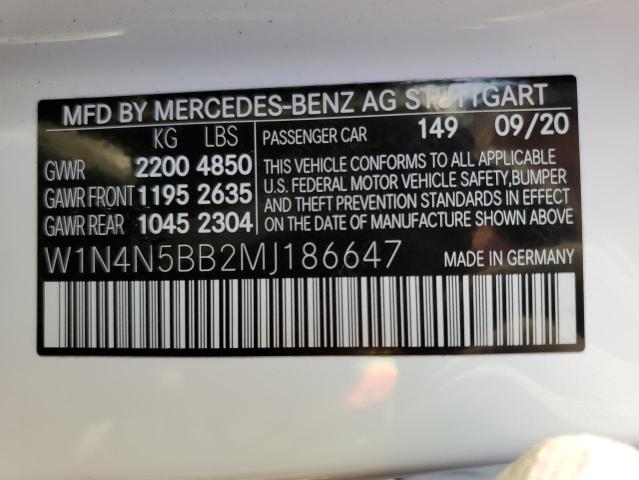 MFD BY MERCEDES-BENZ AG STUTTGART
KG LBS
PASSENGER CAR 149 09/20
GVWR 2200 4850
GAWR FRONT 1195 2635
GAWR REAR 1045 2304
THIS VEHICLE CONFORMS TO ALL APPLICABLE
U.S. FEDERAL MOTOR VEHICLE SAFETY,BUMPER
AND THEFT PREVENTION STANDARDS IN EFFECT
ON THE DATE OF MANUFACTURE SHOWN ABOVE
W1N4N5BB2MJ186647
MADE IN GERMANY